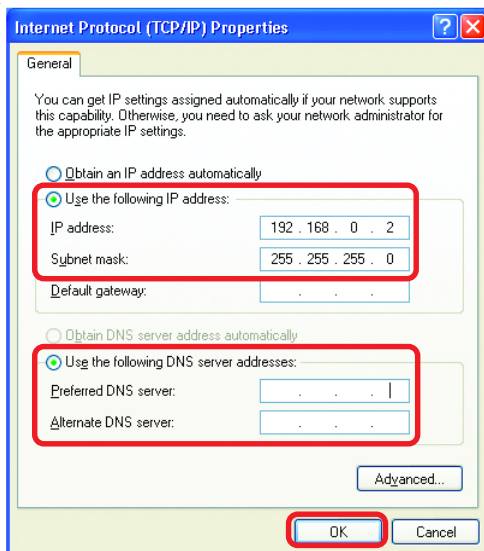 Internet Protocol (TCP/IP) Properties
General
You can get IP settings assigned automatically if your network supports
this capability. Otherwise, you need to ask your network administrator for
the appropriate IP settings.
Obtain an IP address automatically
Use the following IP address:
IP address: 192 . 168 . 0 . 2
Subnet mask: 255 . 255 . 255 . 0
Default gateway: . . .
Obtain DNS server address automatically
Use the following DNS server addresses:
Preferred DNS server: . . .
Alternate DNS server: . . .
Advanced...
OK Cancel